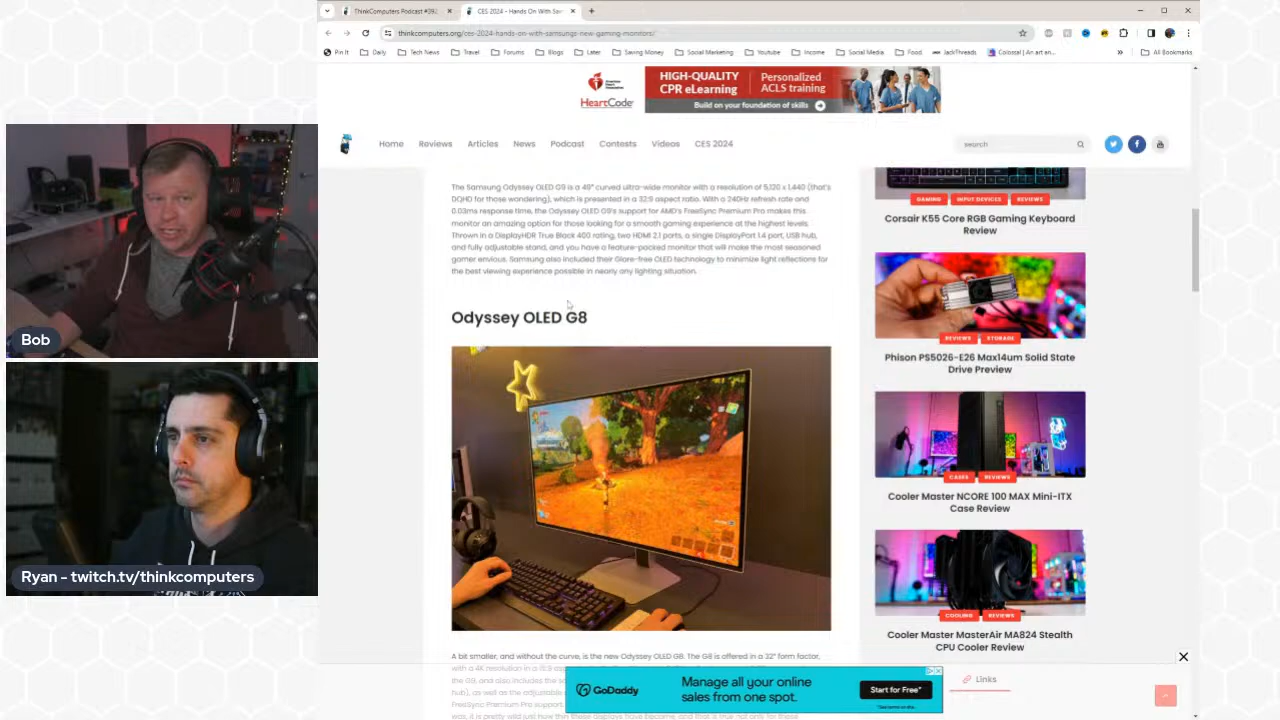 ThinkComputers Podcast #392
CES 2024 - Hands On With Sam
thinkcomputers.org/ces-2024-hands-on-with-samsungs-new-gaming-monitors/
Pin It
Daily
Tech News
Travel
Forums
Blogs
Later
Saving Money
Social Marketing
Youtube
Income
Social Media
Food
JackThreads
Colossal | An art an...
All Bookmarks
American Heart Association
HeartCode
HIGH-QUALITY
CPR eLearning
Personalized
ACLS training
Build on your foundation of skills
Home
Reviews
Articles
News
Podcast
Contests
Videos
CES 2024
search
The Samsung Odyssey OLED G9 is a 49" curved ultra-wide monitor with a resolution of 5,120 x 1,440 (that's
DQHD for those wondering), which is presented in a 32:9 aspect ratio. With a 240Hz refresh rate and
0.03ms response time, the Odyssey OLED G9's support for AMD's FreeSync Premium Pro makes this
monitor an amazing option for those looking for a smooth gaming experience at the highest levels.
Thrown in a DisplayHDR True Black 400 rating, two HDMI 2.1 ports, a single DisplayPort 1.4 port, USB hub,
and fully adjustable stand, and you have a feature-packed monitor that will make the most seasoned
gamer envious. Samsung also included their Glare-free OLED technology to minimize light reflections for
the best viewing experience possible in nearly any lighting situation.
Odyssey OLED G8
A bit smaller, and without the curve, is the new Odyssey OLED G8. The G8 is offered in a 32" form factor,
with a 4K resolution in a 16:9
the G9, and also includes the
hub), as well as the adjustable
FreeSync Premium Pro support
was, it is pretty wild just how thin these displays have become, and that is true not only for those
GAMING
INPUT DEVICES
REVIEWS
Corsair K55 Core RGB Gaming Keyboard
Review
REVIEWS
STORAGE
Phison PS5026-E26 Max14um Solid State
Drive Preview
CASES
REVIEWS
Cooler Master NCORE 100 MAX Mini-ITX
Case Review
COOLING
REVIEWS
Cooler Master MasterAir MA824 Stealth
CPU Cooler Review
Links
GoDaddy
Manage all your online
sales from one spot.
Start for Free*
Bob
Ryan - twitch.tv/thinkcomputers